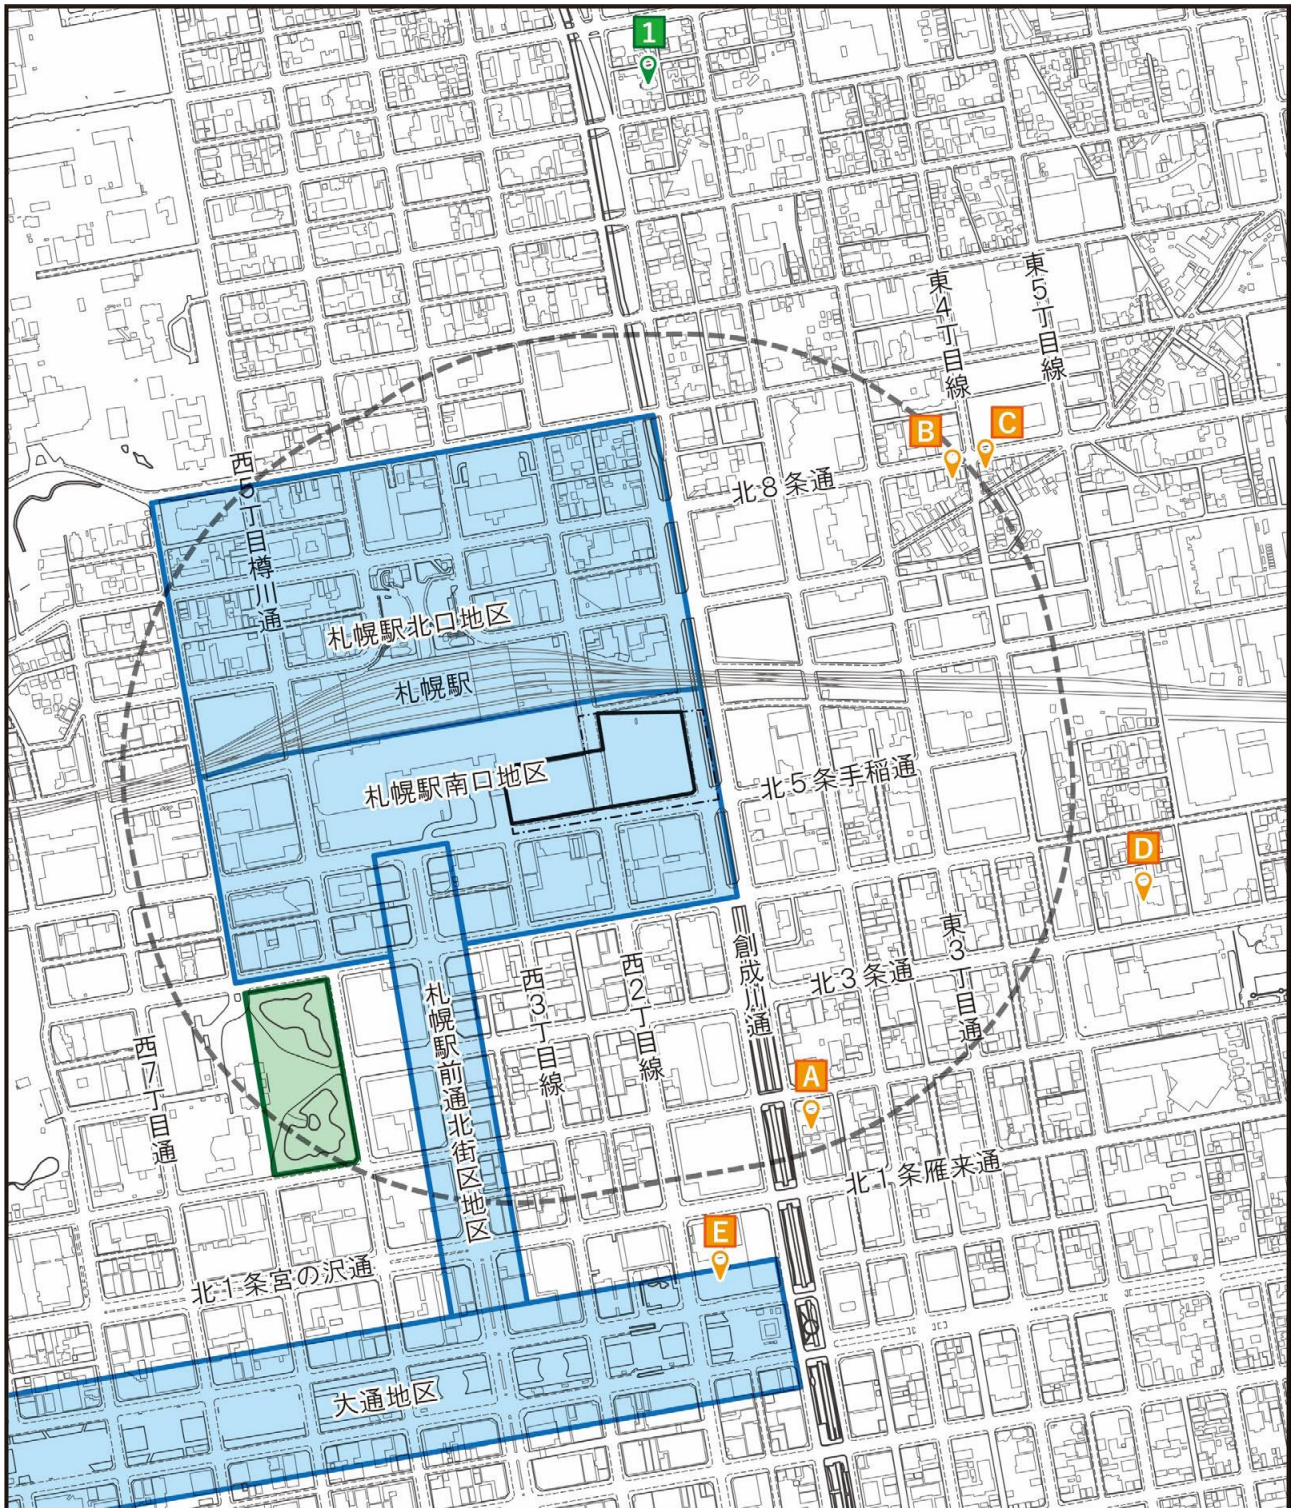 1
東4丁目線
東5丁目線
B
C
西5丁目樽川通
北8条通
札幌駅北口地区
札幌駅
札幌駅南口地区
北5条手稲通
D
創成川通
北3条通
東3丁目通
西3丁目線
西2丁目線
札幌駅前通北街区地区
西7丁目通
A
北1条雁来通
E
北1条宮の沢通
大通地区